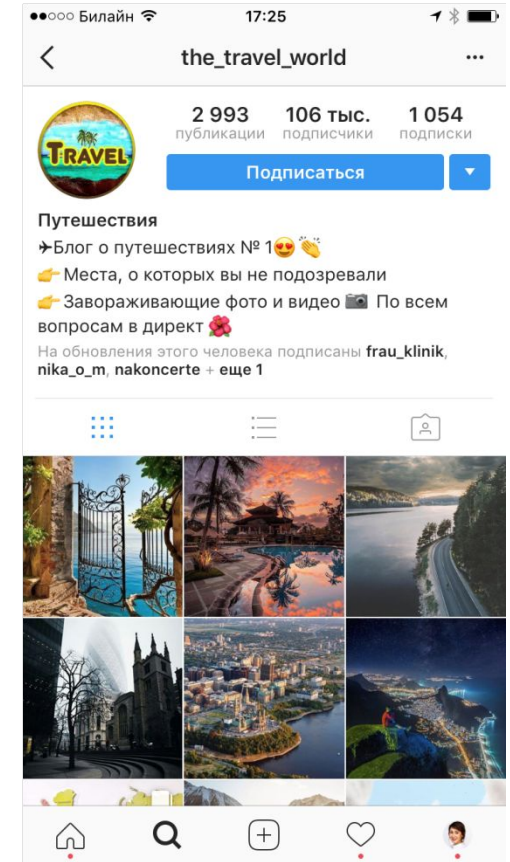 Билайн 17:25
the_travel_world
TRAVEL
2 993 106 тыс. 1 054
публикации подписчики подписки
Подписаться
Путешествия
✈Блог о путешествиях № 1😍👏
👉Места, о которых вы не подозревали
👉Завораживающие фото и видео📷 По всем
вопросам в директ🌺
На обновления этого человека подписаны frau_klinik,
nika_o_m, nakoncerte + еще 1